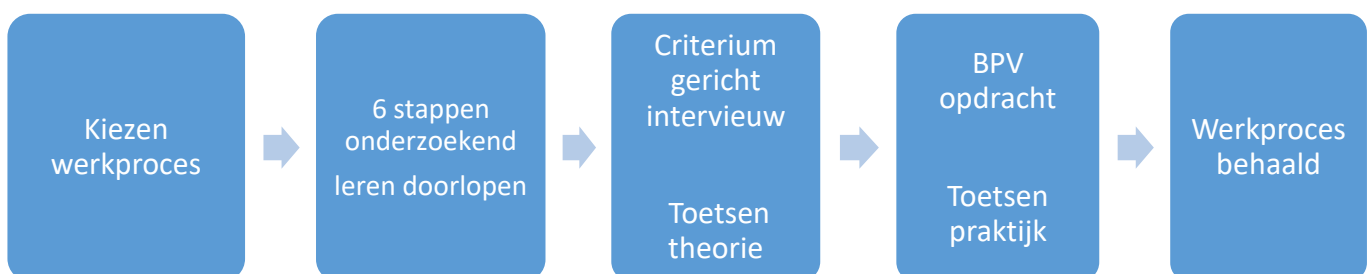 Kiezen
werkproces
6 stappen
onderzoekend
leren doorlopen
Criterium
gericht
intervieuw
Toetsen
theorie
BPV
opdracht
Toetsen
praktijk
Werkproces
behaald